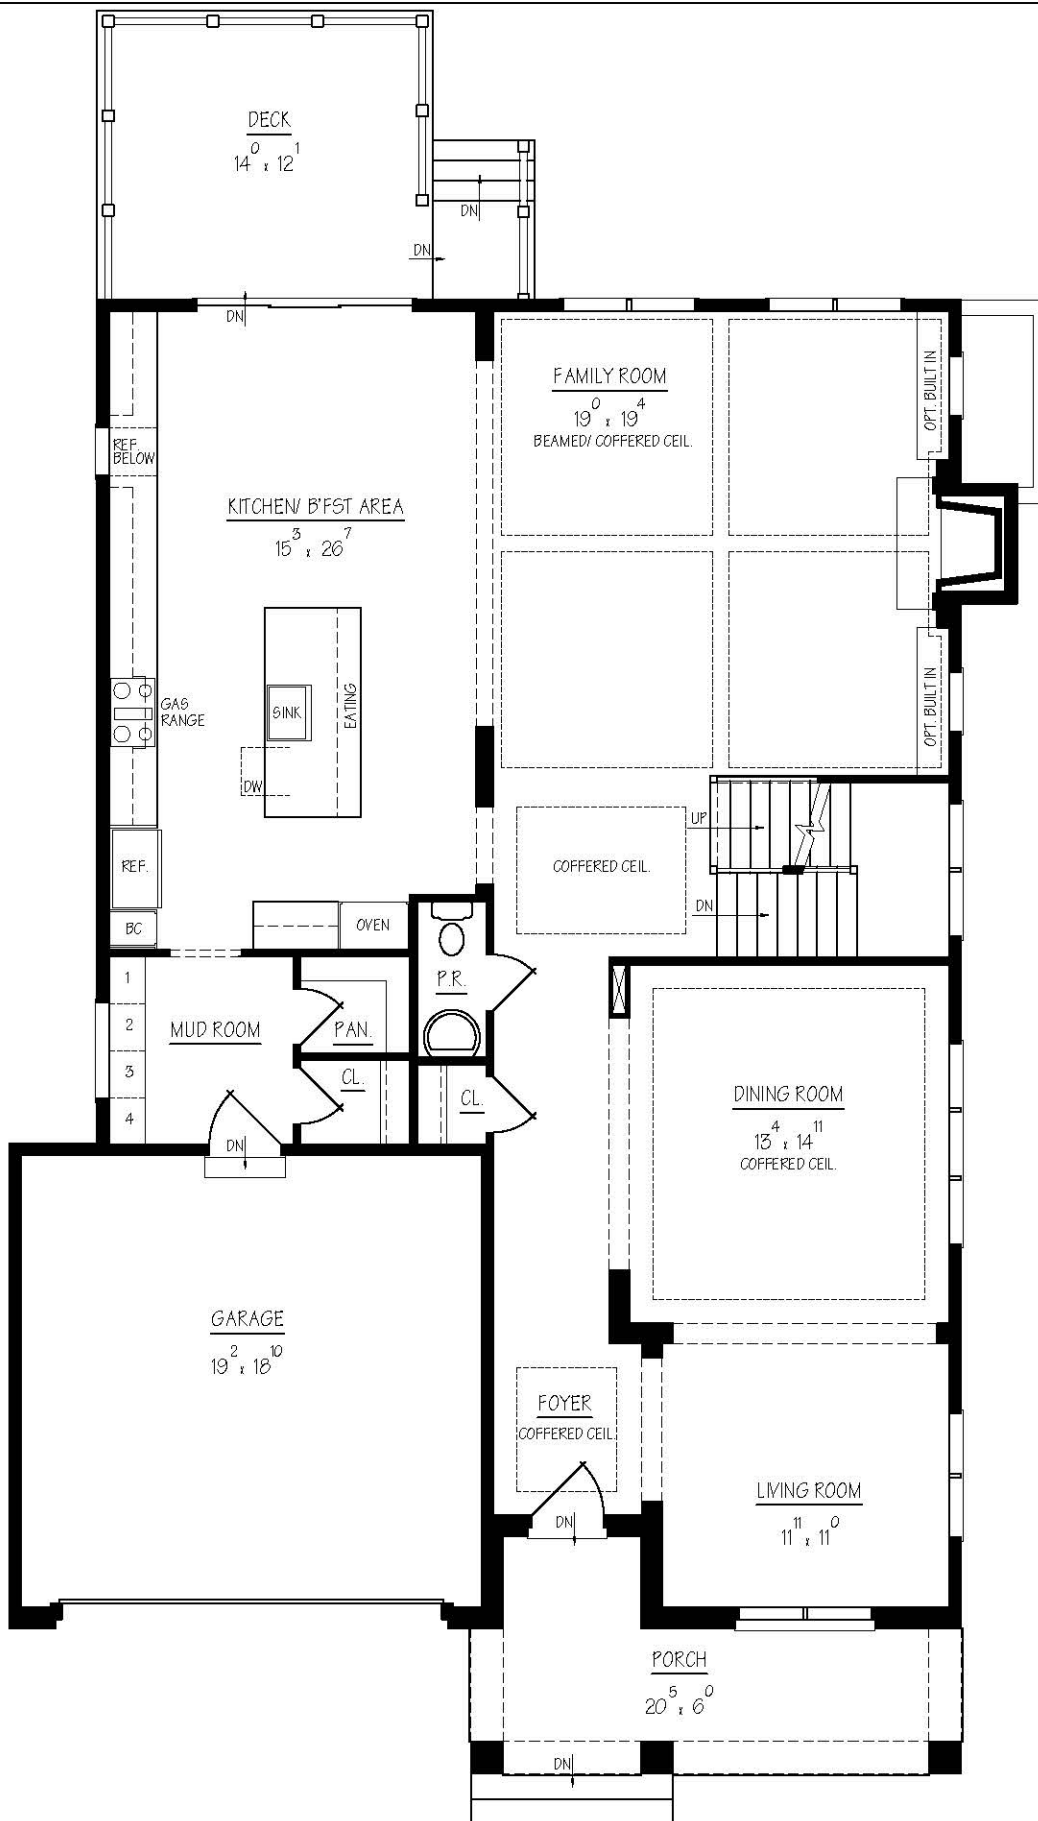 DECK
14⁰ x 12¹
DN
DN
DN
FAMILY ROOM
19⁰ x 19⁴
BEAMED/ COFFERED CEIL.
OPT. BUILT IN
REF.
BELOW
KITCHEN/ B'FST AREA
15³ x 26⁷
GAS
RANGE
SINK
EATING
DW
OPT. BUILT IN
UP
COFFERED CEIL.
REF.
DN
BC
OVEN
P.R.
1
2
3
4
MUD ROOM
PAN.
CL.
CL.
DINING ROOM
13⁴ x 14¹¹
COFFERED CEIL.
DN
GARAGE
19² x 18¹⁰
FOYER
COFFERED CEIL.
LIVING ROOM
11¹¹ x 11⁰
DN
PORCH
20⁵ x 6⁰
DN